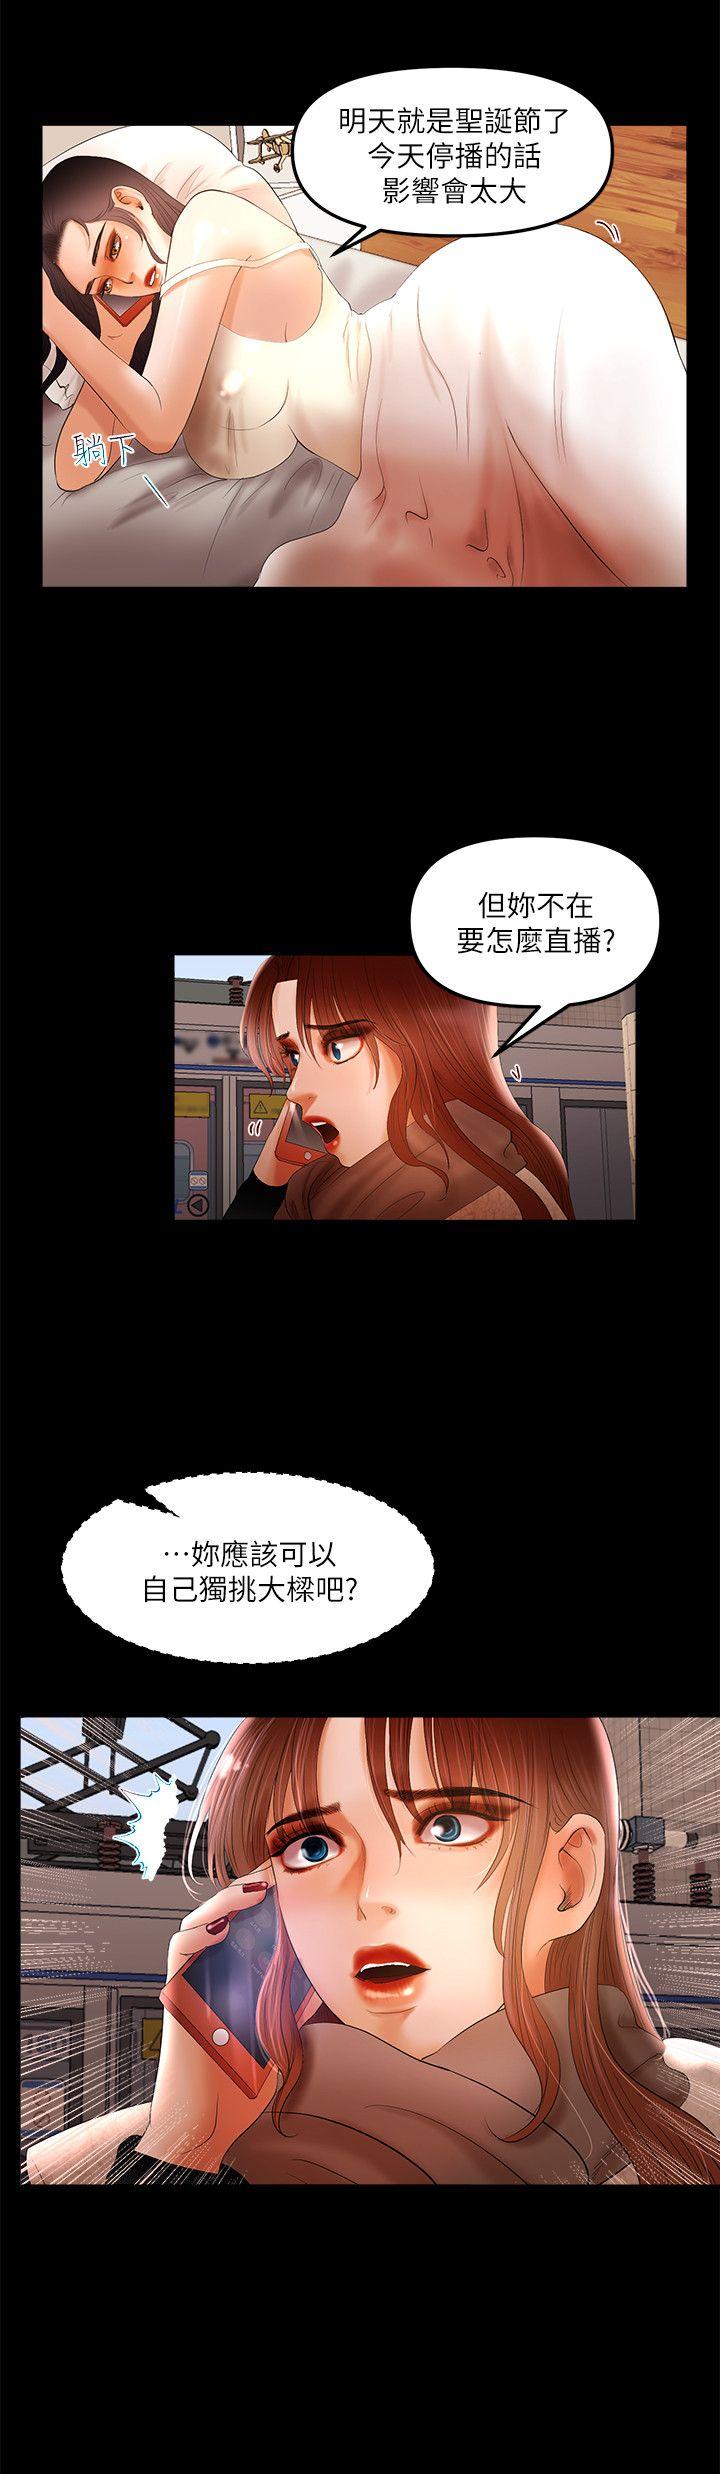 明天就是聖誕節了
今天停播的話
影響會太大
躺下
但妳不在
要怎麼直播?
⋯妳應該可以
自己獨挑大樑吧?